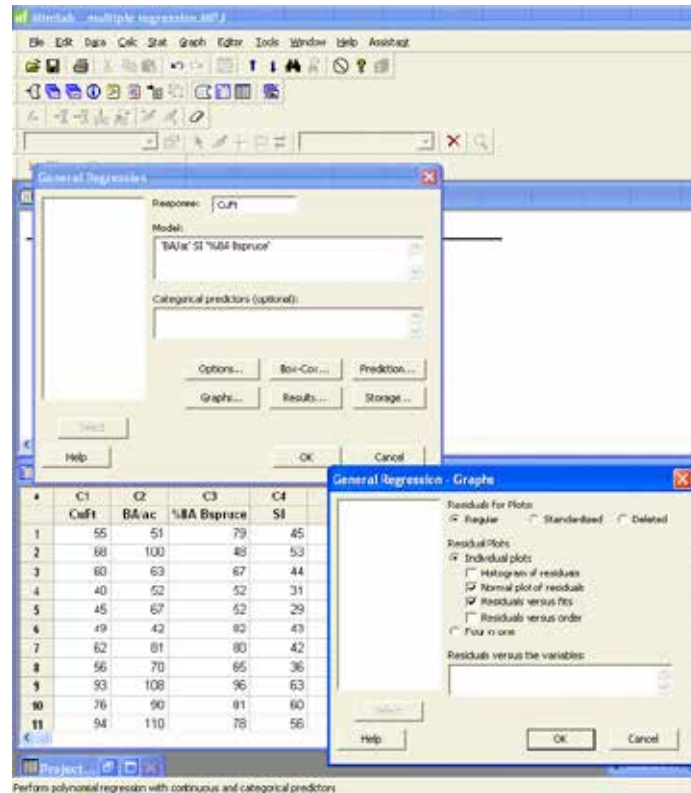 Minitab - multiple regression.MPJ
File Edit Data Calc Stat Graph Editor Tools Window Help Assistant
General Regression
Response: CuFt
Model:
'BA/ac' SI '%BA Bspruce'
Categorical predictors (optional):
Options... Box-Cox... Prediction...
Graphs... Results... Storage...
Select
Help OK Cancel
General Regression - Graphs
Residuals for Plots:
Regular Standardized Deleted
Residual Plots
Individual plots
Histogram of residuals
Normal plot of residuals
Residuals versus fits
Residuals versus order
Four in one
Residuals versus the variables:
Select
Help OK Cancel
C1 C2 C3 C4
CuFt BA/ac %BA Bspruce SI
1 55 51 79 45
2 68 100 48 53
3 60 63 67 44
4 40 52 52 31
5 45 67 52 29
6 49 42 82 43
7 62 81 80 42
8 56 70 65 36
9 93 108 96 63
10 76 90 81 60
11 94 110 78 56
Project...
Perform polynomial regression with continuous and categorical predictors